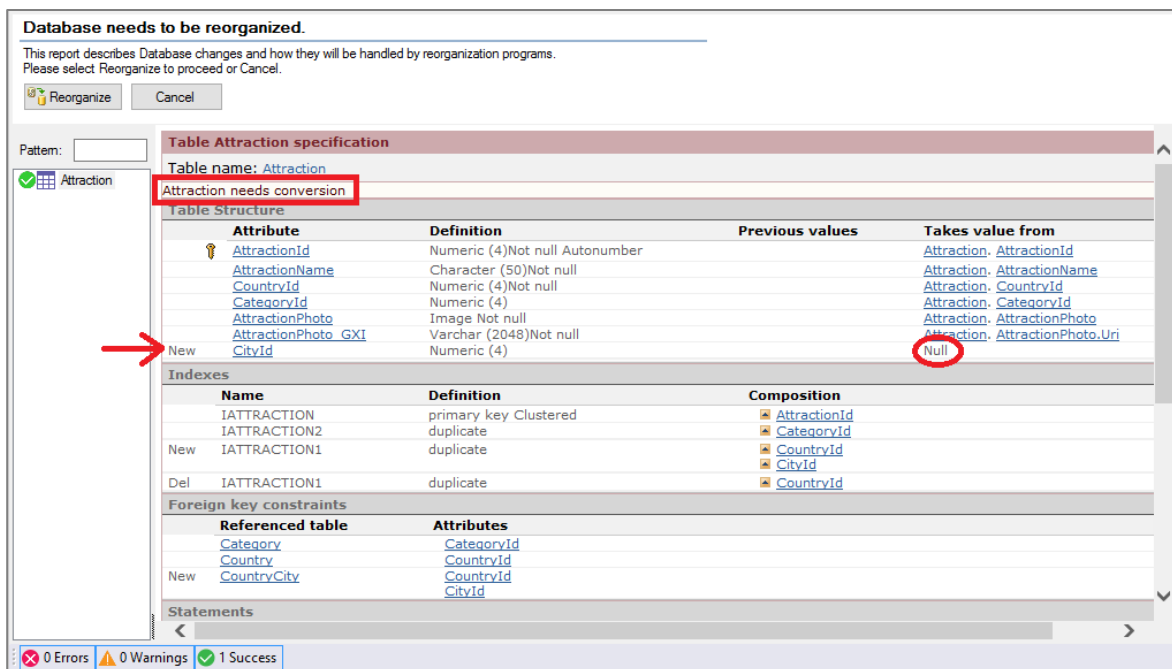 Database needs to be reorganized.
This report describes Database changes and how they will be handled by reorganization programs.
Please select Reorganize to proceed or Cancel.
Reorganize Cancel
Pattern:
Attraction
Table Attraction specification
Table name: Attraction
Attraction needs conversion
Table Structure
Attribute Definition Previous values Takes value from
AttractionId Numeric (4)Not null Autonumber Attraction. AttractionId
AttractionName Character (50)Not null Attraction. AttractionName
CountryId Numeric (4)Not null Attraction. CountryId
CategoryId Numeric (4) Attraction. CategoryId
AttractionPhoto Image Not null Attraction. AttractionPhoto
AttractionPhoto_GXI Varchar (2048)Not null Attraction. AttractionPhoto.Uri
New CityId Numeric (4) Null
Indexes
Name Definition Composition
IATTRACTION primary key Clustered AttractionId
IATTRACTION2 duplicate CategoryId
New IATTRACTION1 duplicate CountryId
CityId
Del IATTRACTION1 duplicate CountryId
Foreign key constraints
Referenced table Attributes
Category CategoryId
Country CountryId
New CountryCity CountryId
CityId
Statements
0 Errors 0 Warnings 1 Success